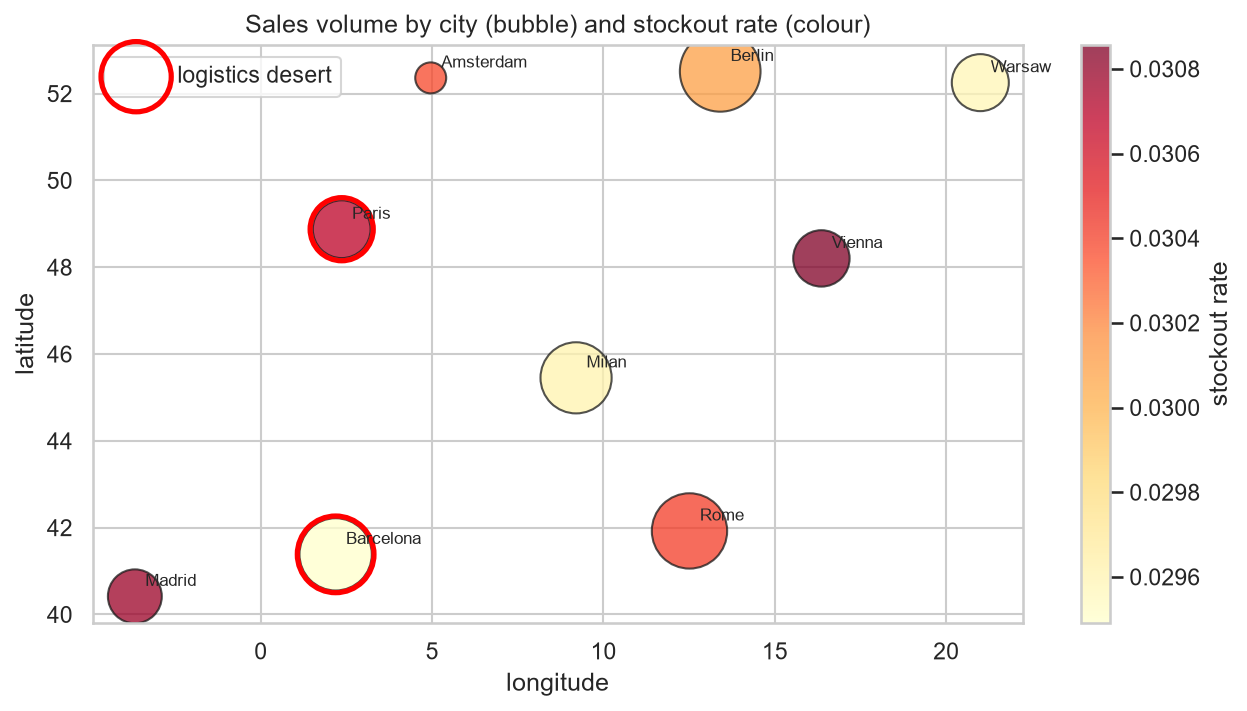 Sales volume by city (bubble) and stockout rate (colour)
logistics desert
Amsterdam
Berlin
Warsaw
Paris
Vienna
Milan
Rome
Barcelona
Madrid
52
50
48
46
44
42
40
latitude
0
5
10
15
20
longitude
0.0308
0.0306
0.0304
0.0302
0.0300
0.0298
0.0296
stockout rate